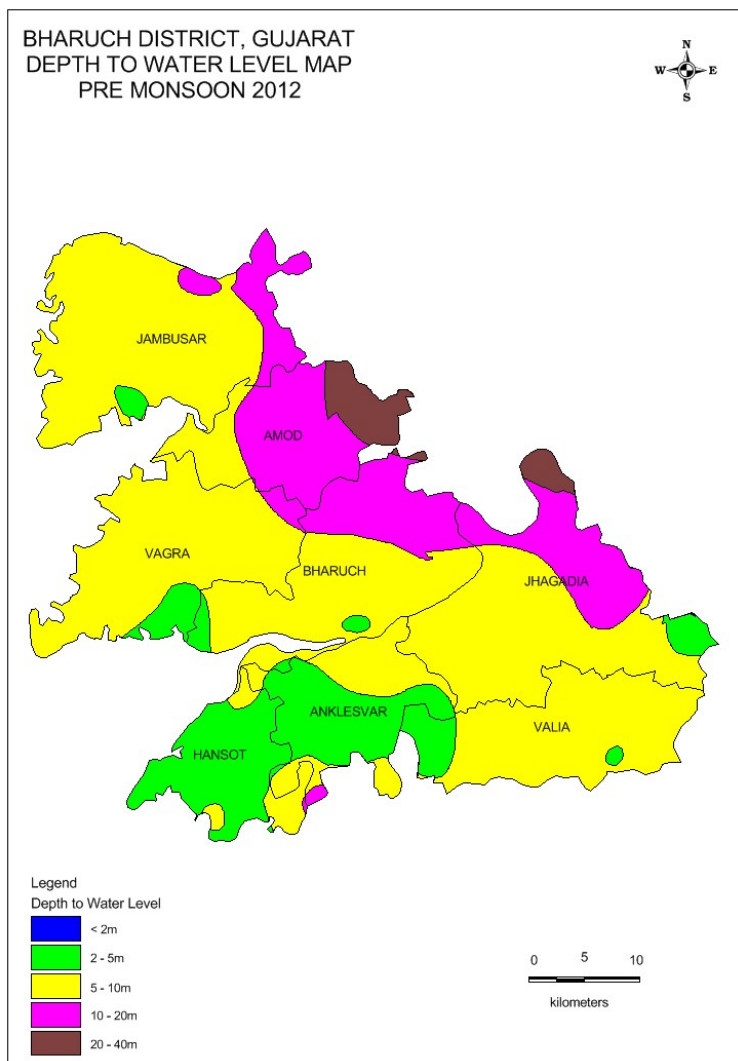 BHARUCH DISTRICT, GUJARAT
DEPTH TO WATER LEVEL MAP
PRE MONSOON 2012
N
W E
S
JAMBUSAR
AMOD
VAGRA
BHARUCH
JHAGADIA
ANKLESVAR
VALIA
HANSOT
Legend
Depth to Water Level
< 2m
2 - 5m
5 - 10m
10 - 20m
20 - 40m
0 5 10
kilometers